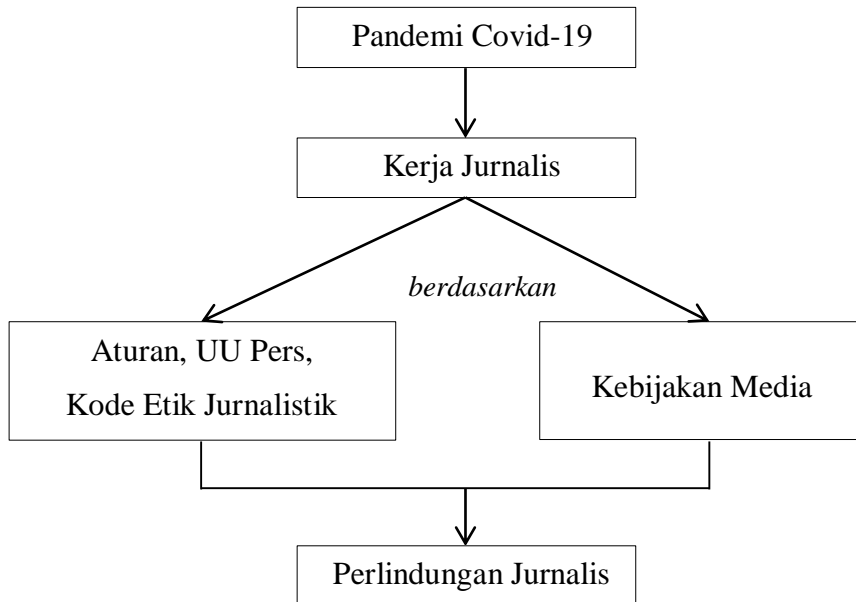 Pandemi Covid-19
Kerja Jurnalis
berdasarkan
Aturan, UU Pers,
Kode Etik Jurnalistik
Kebijakan Media
Perlindungan Jurnalis